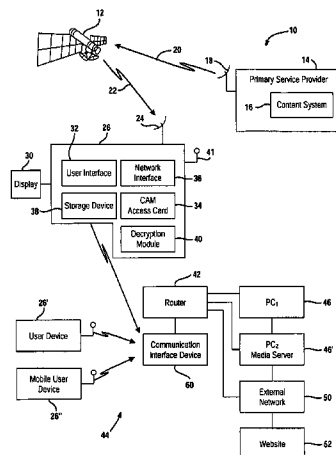 12
10
20
18
14
Primary Service Provider
16
Content System
22
24
26
41
32
30
User Interface
Network Interface
36
Display
Storage Device
CAM Access Card
34
38
Decryption Module
40
42
Router
PC1
46
26'
User Device
Communication Interface Device
PC2 Media Server
46'
60
Mobile User Device
External Network
50
26"
44
Website
52